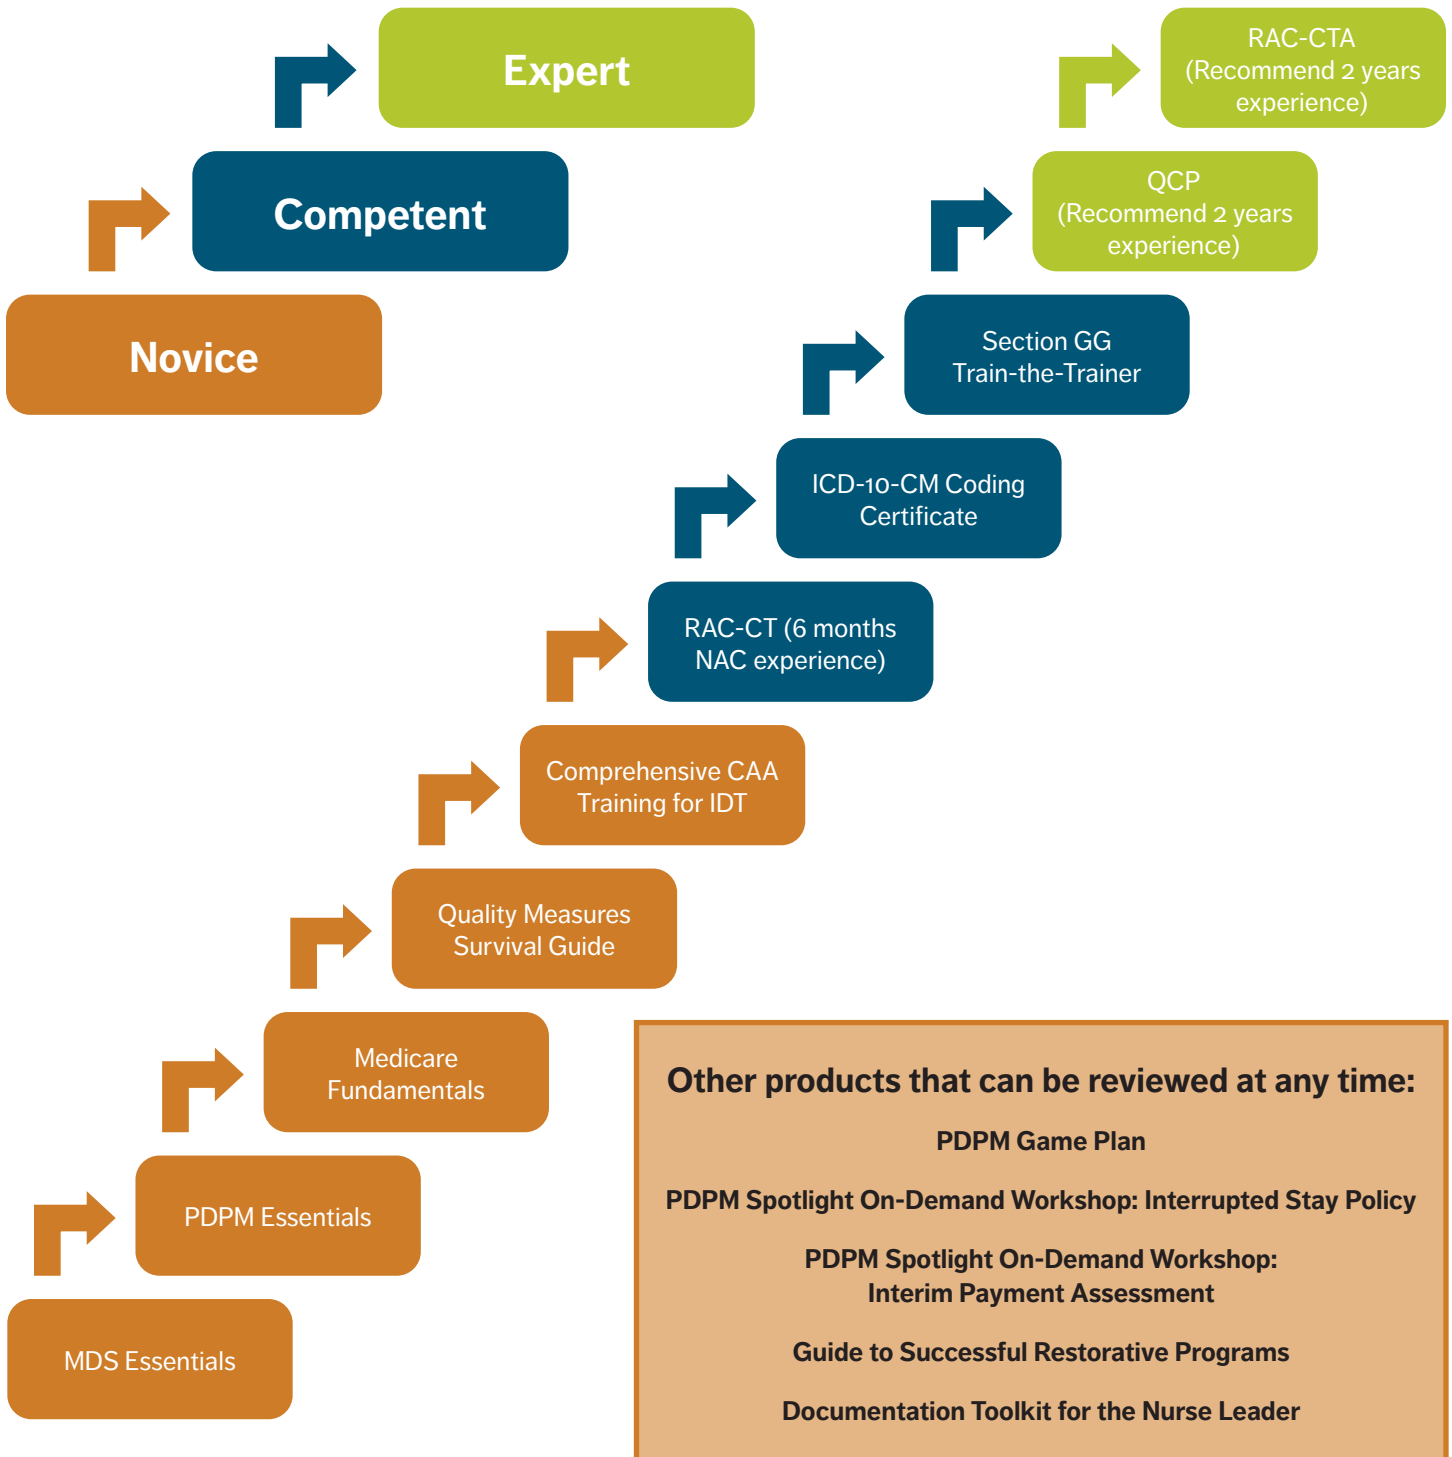 Expert
Competent
Novice
RAC-CTA
(Recommend 2 years
experience)
QCP
(Recommend 2 years
experience)
Section GG
Train-the-Trainer
ICD-10-CM Coding
Certificate
RAC-CT (6 months
NAC experience)
Comprehensive CAA
Training for IDT
Quality Measures
Survival Guide
Medicare
Fundamentals
PDPM Essentials
MDS Essentials
Other products that can be reviewed at any time:
PDPM Game Plan
PDPM Spotlight On-Demand Workshop: Interrupted Stay Policy
PDPM Spotlight On-Demand Workshop:
Interim Payment Assessment
Guide to Successful Restorative Programs
Documentation Toolkit for the Nurse Leader